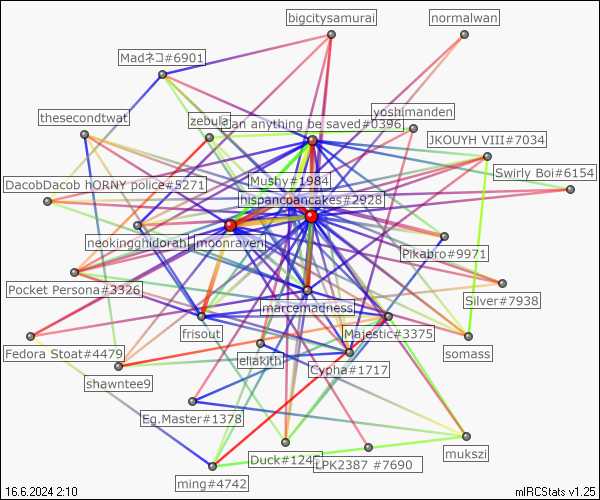 bigcitysamurai
normalwan
Madネコ#6901
thesecondtwat
zebula
can anything be saved#0396
yoshimanden
JKOUYH VIII#7034
Swirly Boi#6154
DacobDacob hORNY police#5271
Mushy#1984
hispancpancakes#2928
neokingghidorah
moonraven
Pikabro#9971
Pocket Persona#3326
Silver#7938
marcemadness
frisout
Majestic#3375
somass
Fedora Stoat#4479
eliakith
Cypha#1717
shawntee9
Eg.Master#1378
mukszi
Duck#124
LPK2387 #7690
ming#4742
16.6.2024 2:10
mIRCStats v1.25